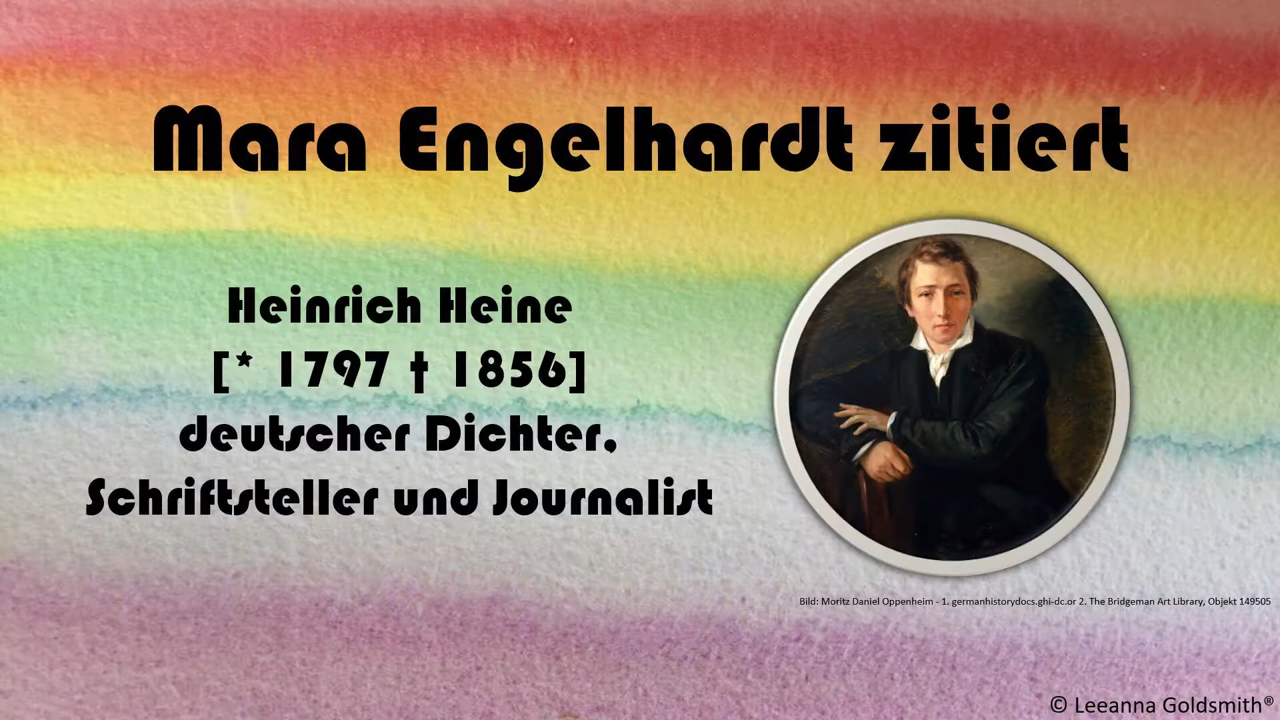 Mara Engelhardt zitiert
Heinrich Heine
[* 1797 † 1856]
deutscher Dichter,
Schriftsteller und Journalist
Bild: Moritz Daniel Oppenheim - 1. germanhistorydocs.ghi-dc.or 2. The Bridgeman Art Library, Objekt 149505
© Leeanna Goldsmith®